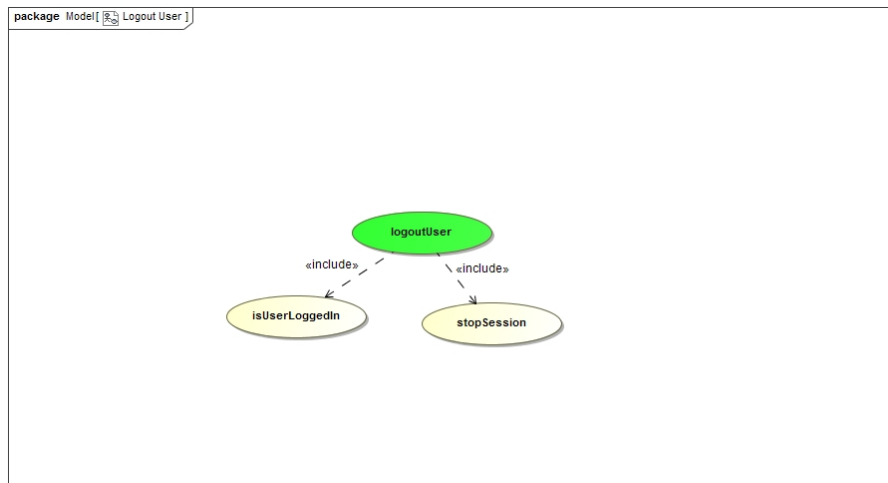 package Model[ Logout User ]
logoutUser
«include»
«include»
isUserLoggedIn
stopSession